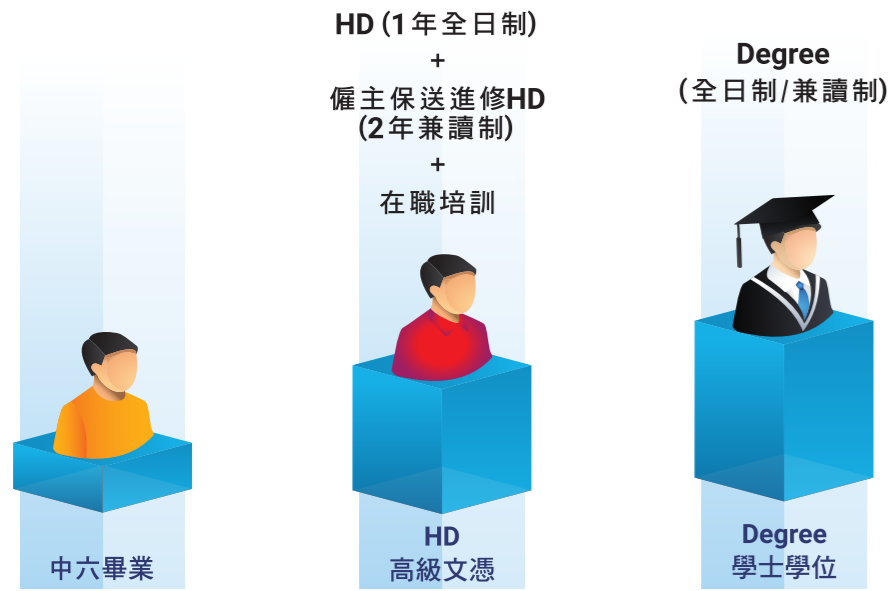 HD (1年全日制)
+
僱主保送進修HD
(2年兼讀制)
+
在職培訓
Degree
(全日制/兼讀制)
中六畢業
HD
高級文憑
Degree
學士學位